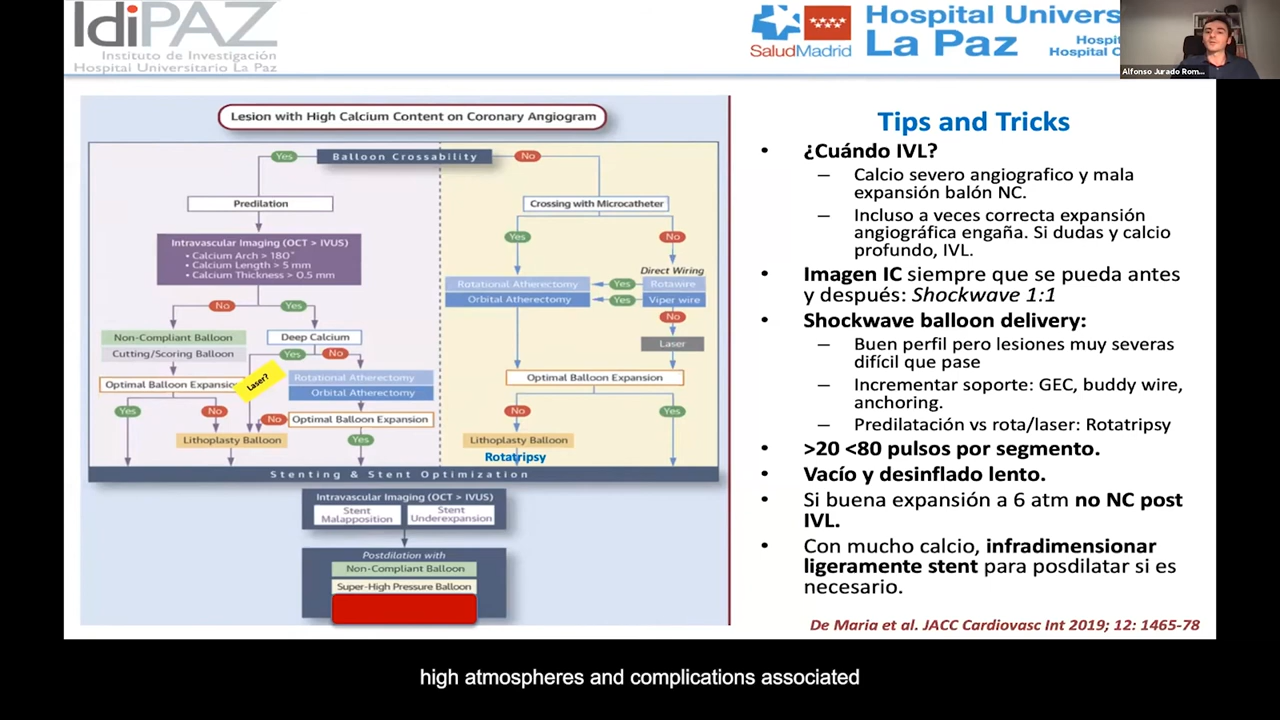 IdiPAZ
Instituto de Investigación
Hospital Universitario La Paz
SaludMadrid
Hospital Univers
La Paz
Hospit
Hospital C
Alfonso Jurado Rom...
Lesion with High Calcium Content on Coronary Angiogram
Yes
Balloon Crossability
No
Predilation
Intravascular Imaging (OCT > IVUS)
• Calcium Arch > 180°
• Calcium Length > 5 mm
• Calcium Thickness > 0.5 mm
No
Yes
Non-Compliant Balloon
Cutting/Scoring Balloon
Deep Calcium
Yes
No
Optimal Balloon Expansio
Laser?
Rotational Atherectomy
Orbital Atherectomy
Yes
No
No
Optimal Balloon Expansion
Lithoplasty Balloon
Yes
Crossing with Microcatheter
Yes
No
Direct Wiring
Rotational Atherectomy
Yes
Rotawire
Orbital Atherectomy
Yes
Viper wire
No
Laser
Optimal Balloon Expansion
No
Yes
Lithoplasty Balloon
Rotatripsy
Stenting & Stent Optimization
Intravascular Imaging (OCT > IVUS)
Stent
Malapposition
Stent
Underexpansion
Postdilation with
Non-Compliant Balloon
Super-High Pressure Balloon
Tips and Tricks
• ¿Cuándo IVL?
– Calcio severo angiografico y mala
expansión balón NC.
– Incluso a veces correcta expansión
angiográfica engaña. Si dudas y calcio
profundo, IVL.
• Imagen IC siempre que se pueda antes
y después: Shockwave 1:1
• Shockwave balloon delivery:
– Buen perfil pero lesiones muy severas
difícil que pase
– Incrementar soporte: GEC, buddy wire,
anchoring.
– Predilatación vs rota/laser: Rotatripsy
• >20 <80 pulsos por segmento.
• Vacío y desinflado lento.
• Si buena expansión a 6 atm no NC post
IVL.
• Con mucho calcio, infradimensionar
ligeramente stent para posdilatar si es
necesario.
De Maria et al. JACC Cardiovasc Int 2019; 12: 1465-78
high atmospheres and complications associated